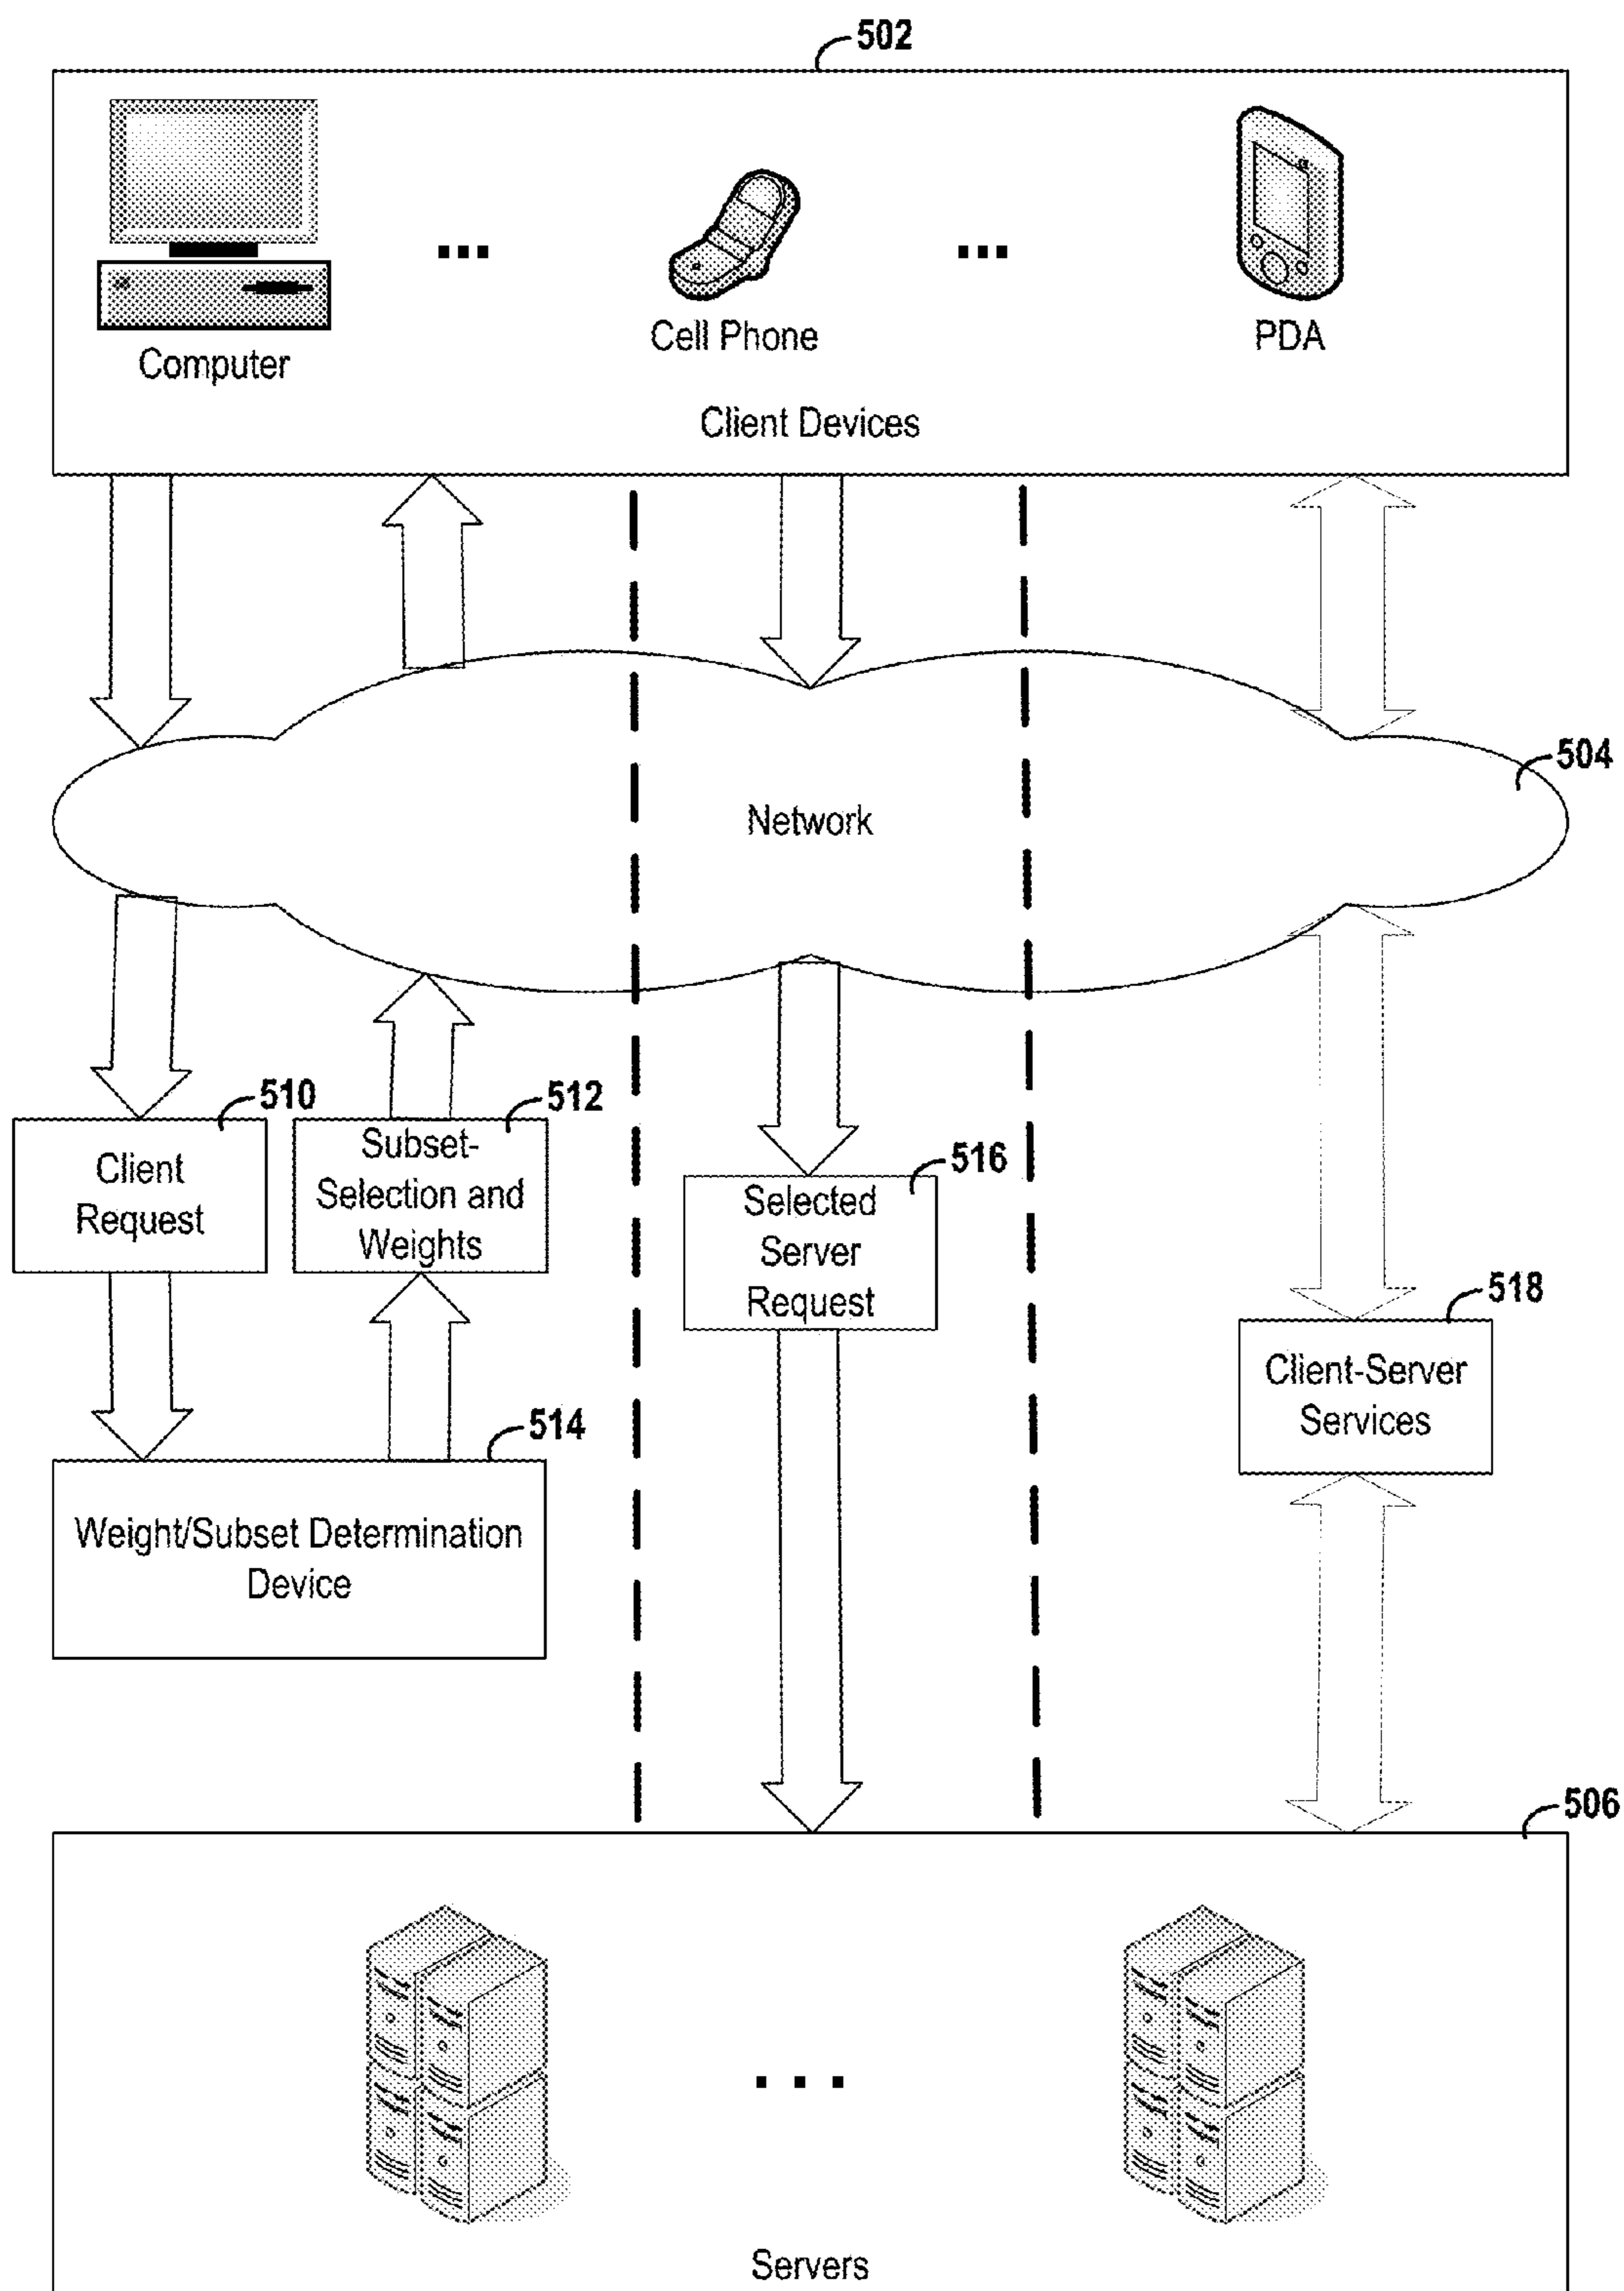 502
Computer
Cell Phone
PDA
Client Devices
504
Network
510
Client
Request
512
Subset-
Selection and
Weights
516
Selected
Server
Request
518
Client-Server
Services
514
Weight/Subset Determination
Device
506
Servers